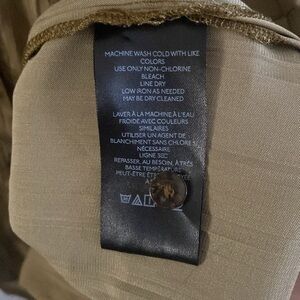 MACHINE WASH COLD WITH LIKE
COLORS
USE ONLY NON-CHLORINE
BLEACH
LINE DRY
LOW IRON AS NEEDED
MAY BE DRY CLEANED
LAVER À LA MACHINE À L'EAU
FROIDE AVEC COULEURS
SIMILAIRES
UTILISER UN AGENT DE
BLANCHIMENT SANS CHLORE
NÉCESSAIRE
LIGNE SEC
REPASSER, AU BESOIN, À TRÈS
BASSE TEMPÉRATURE
PEUT-ÊTRE